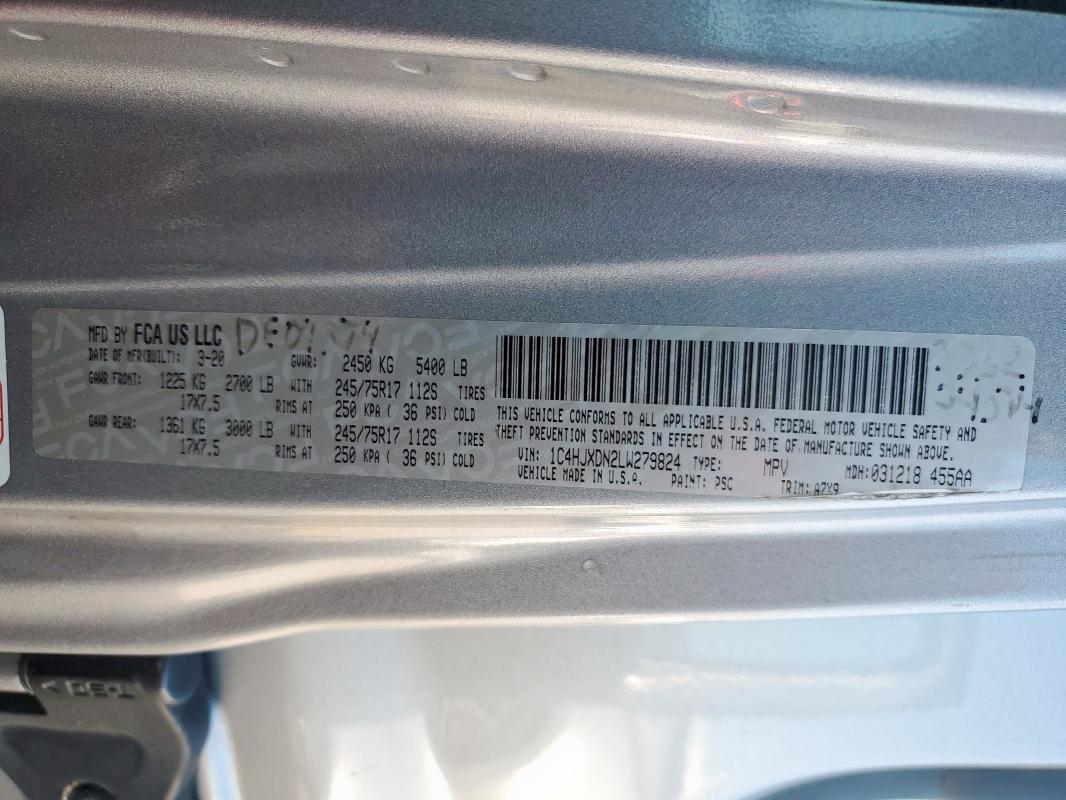 MFD BY FCA US LLC
DATE OF MFR(BUILT): 3-20 GVWR: 2450 KG 5400 LB
GAWR FRONT: 1225 KG 2700 LB WITH 245/75R17 112S TIRES
17X7.5 RIMS AT 250 KPA ( 36 PSI) COLD
GAWR REAR: 1361 KG 3000 LB WITH 245/75R17 112S TIRES
17X7.5 RIMS AT 250 KPA ( 36 PSI) COLD
THIS VEHICLE CONFORMS TO ALL APPLICABLE U.S.A. FEDERAL MOTOR VEHICLE SAFETY AND
THEFT PREVENTION STANDARDS IN EFFECT ON THE DATE OF MANUFACTURE SHOWN ABOVE.
VIN: 1C4HJXDN2LW279824 TYPE: MPV MDH: 031218 455AA
VEHICLE MADE IN U.S.A. PAINT: PSC TRIM: A7X9